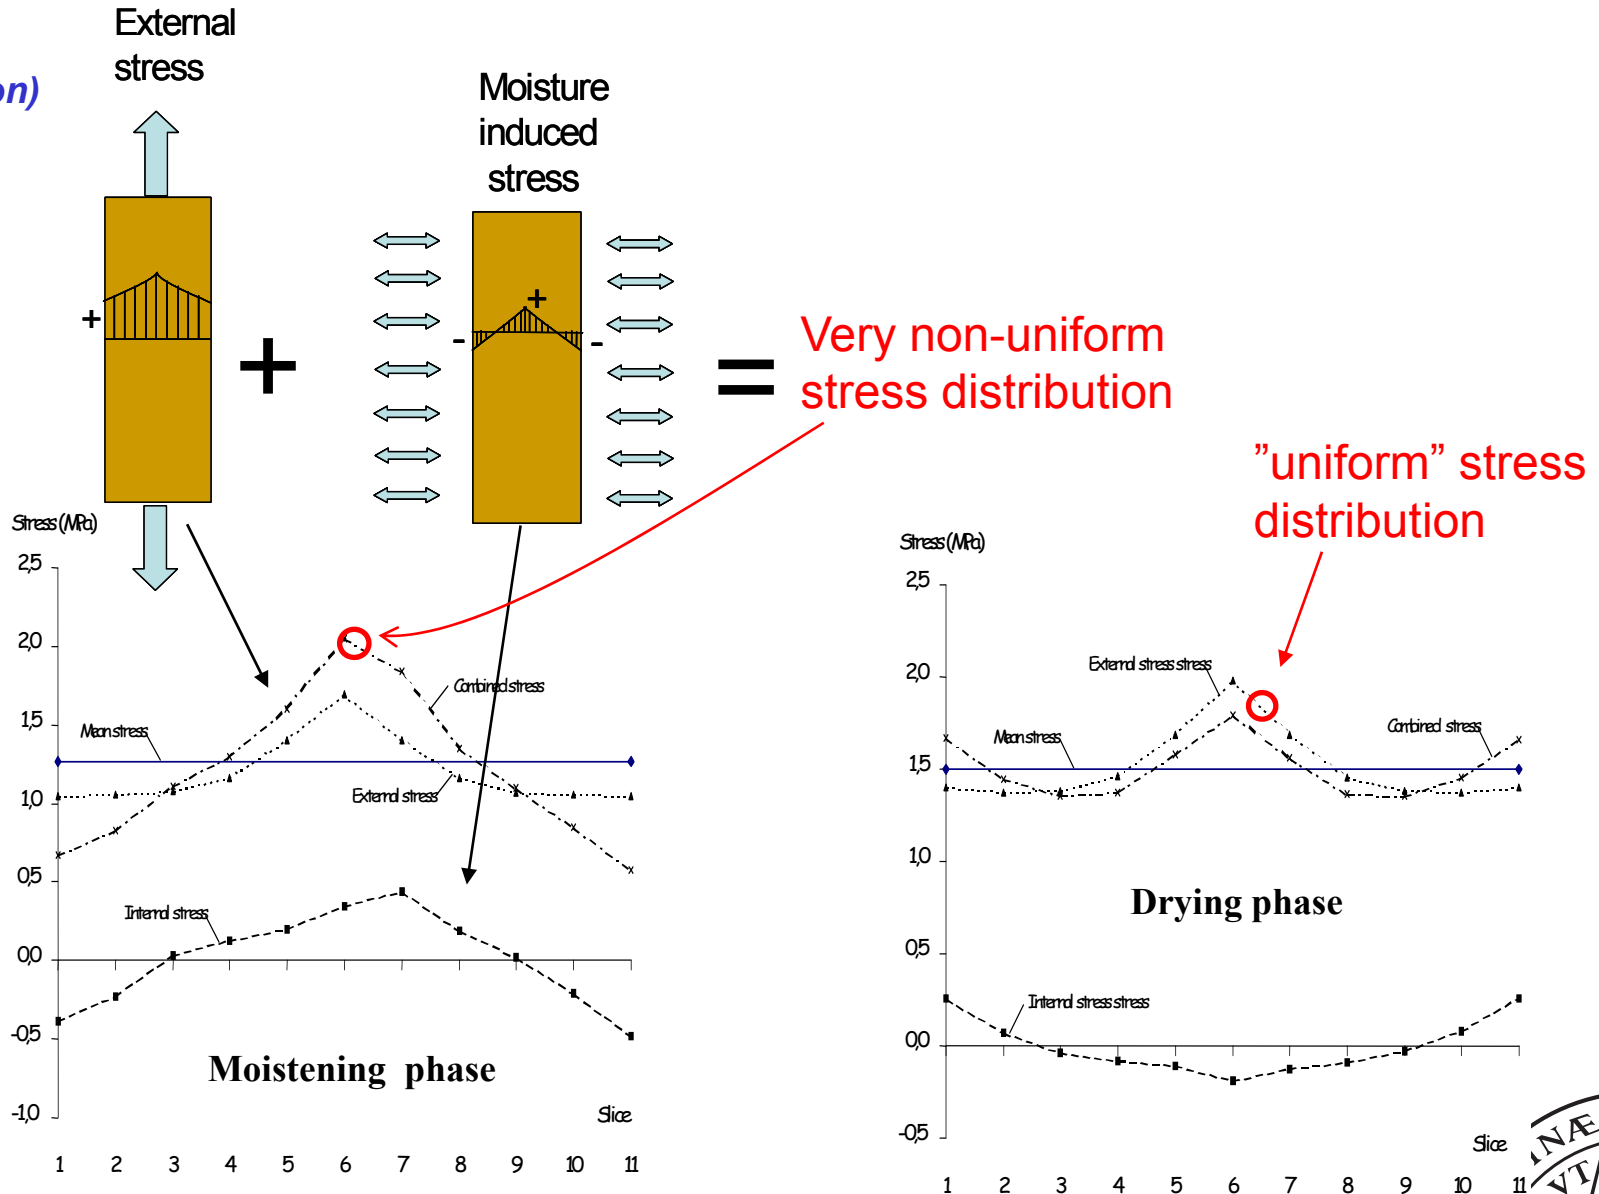 External
stress
on)
Moisture
induced
stress
+
+
-
-
+
=
Very non-uniform
stress distribution
”uniform” stress
distribution
Stress (MPa)
2,5
2,0
1,5
1,0
0,5
0,0
-0,5
-1,0
Combined stress
Mean stress
External stress
Internal stress
Moistening phase
Slice
1 2 3 4 5 6 7 8 9 10 11
Stress (MPa)
2,5
2,0
1,5
1,0
0,5
0,0
-0,5
External stress stress
Mean stress
Combined stress
Drying phase
Internal stress stress
Slice
1 2 3 4 5 6 7 8 9 10 11
INÆ
VT